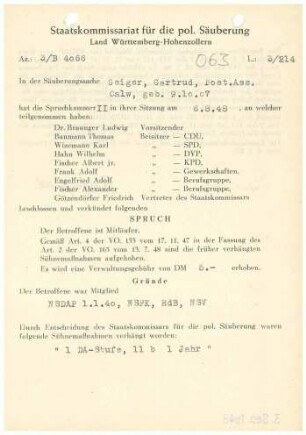 Staatskommissariat für die pol. Säuberung
Land Württemberg-Hohenzollern
Az.: 3/B 4066 063 L: 3/814
In der Säuberungssache Geiger, Gertrud, Post.Ass.
Calw, geb. 9.10.07
hat die Spruchkammer II in ihrer Sitzung am 6.8.48 an welcher
teilgenommen haben:
Dr. Brauger Ludwig Vorsitzender
Baumann Thomas Beisitzer — CDU,
Wizemann Karl „ — SPD,
Hahn Wilhelm „ — DVP,
Fischer Albert jr. „ — KPD,
Frank Adolf „ — Gewerkschaften,
Engelfried Adolf „ — Berufsgruppe,
Fischer Alexander „ — Berufsgruppe,
Götzendörfer Friedrich Vertreter des Staatskommissars
beschlossen und verkündet folgenden
SPRUCH
Der Betroffene ist Mitläufer.
Gemäß Art. 4 der VO. 133 vom 17. 11. 47 in der Fassung des
Art. 2 der VO. 165 vom 13. 7. 48 sind die früher verhängten
Sühnemaßnahmen aufgehoben.
Es wird eine Verwaltungsgebühr von DM 5.— erhoben.
Gründe
Der Betroffene war Mitglied
NSDAP 1.1.40, NSFK, RdB, NSV
Durch Entscheidung des Staatskommissars für die pol. Säuberung waren
folgende Sühnemaßnahmen verhängt worden:
" 1 DA-Stufe, 11 b 1 Jahr "